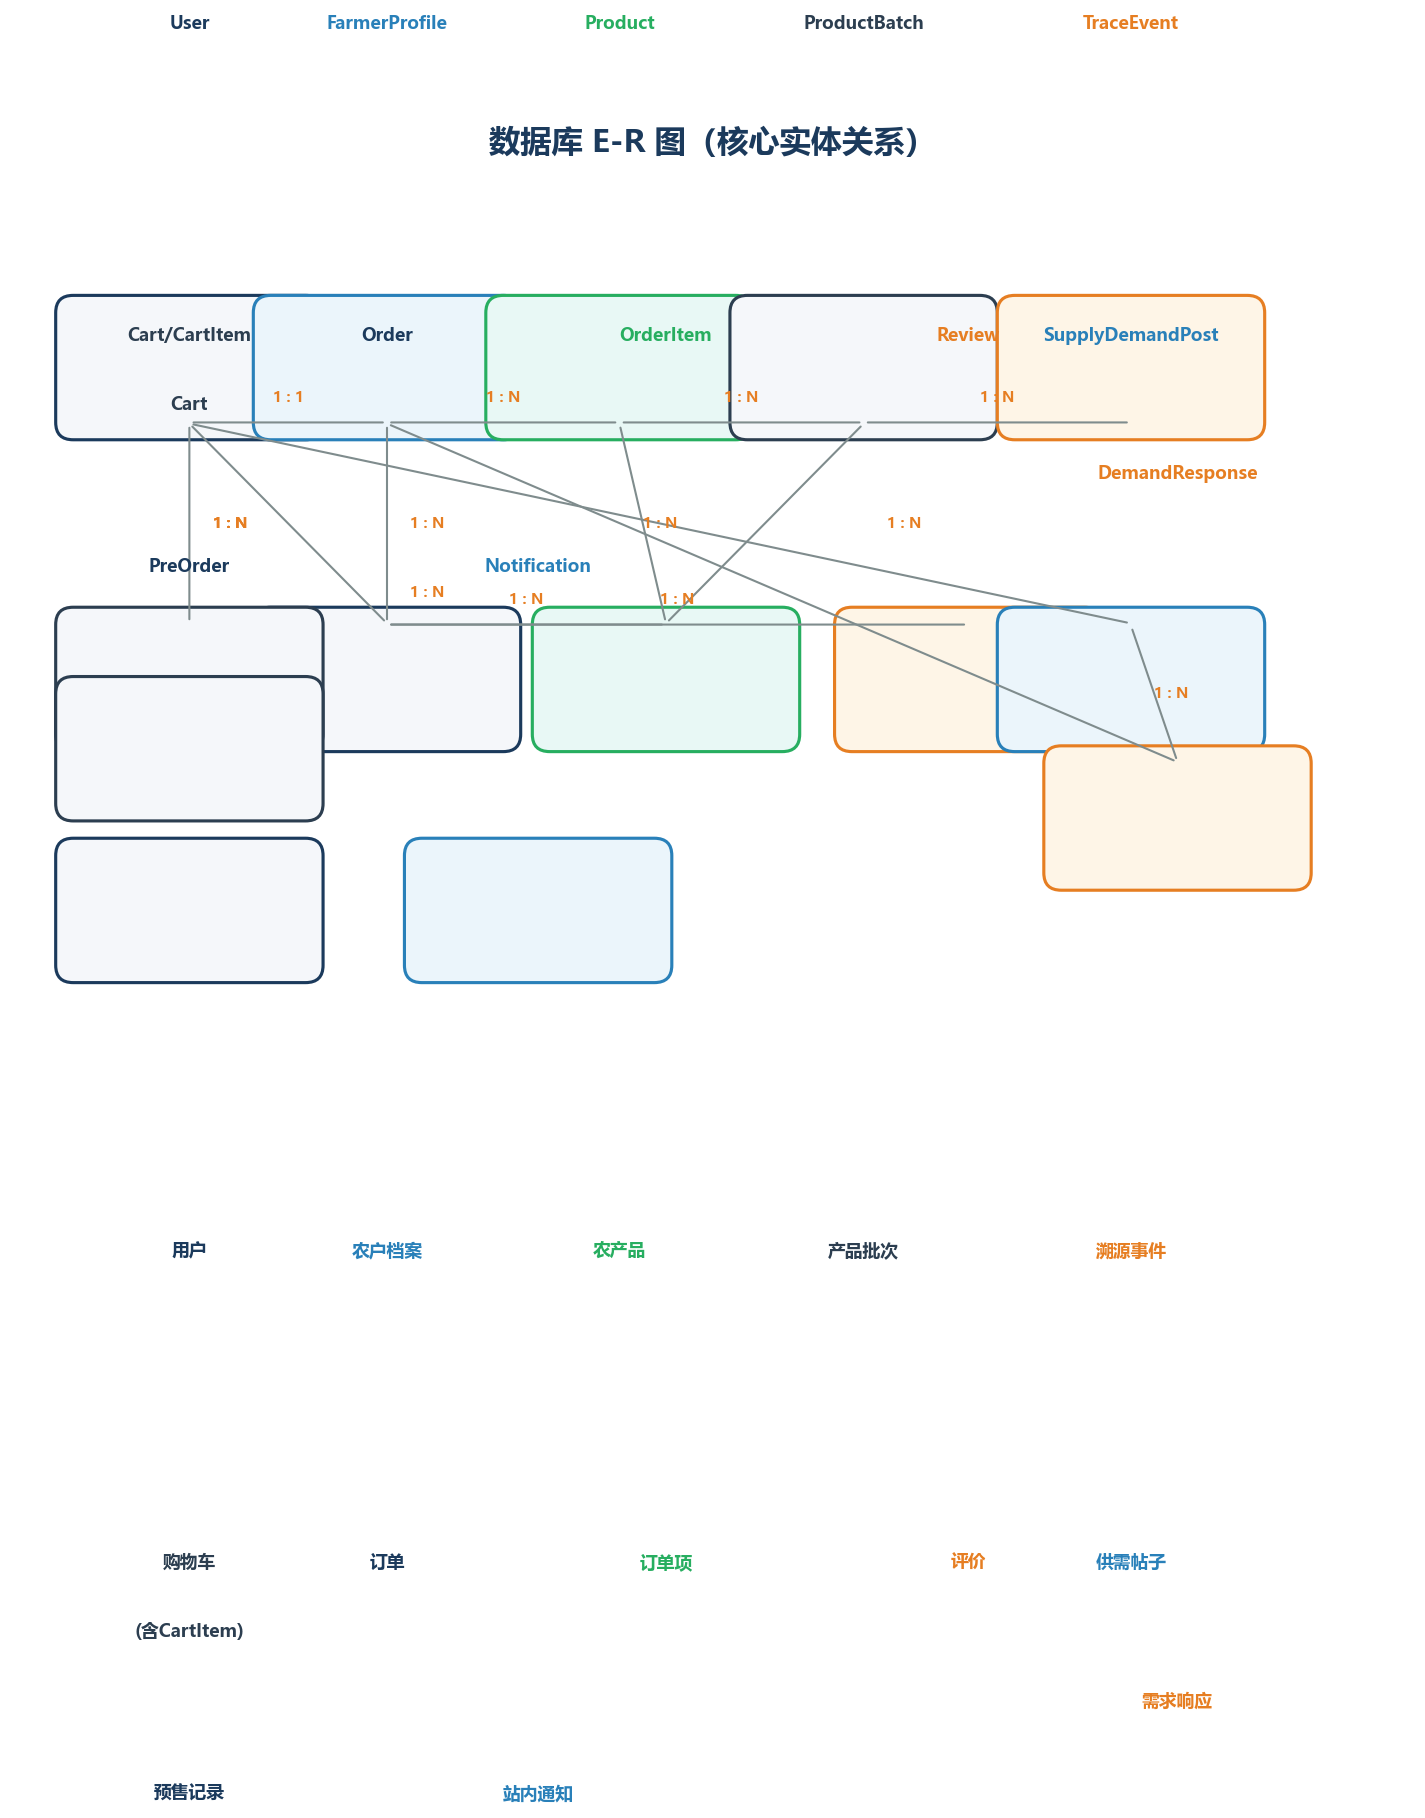 User
FarmerProfile
Product
ProductBatch
TraceEvent
数据库 E-R 图（核心实体关系）
Cart/CartItem
Order
OrderItem
Review
SupplyDemandPost
Cart
1 : 1
1 : N
1 : N
1 : N
DemandResponse
1 : N
1 : N
1 : N
1 : N
PreOrder
Notification
1 : N
1 : N
1 : N
1 : N
用户
农户档案
农产品
产品批次
溯源事件
购物车
订单
订单项
评价
供需帖子
(含CartItem)
需求响应
预售记录
站内通知